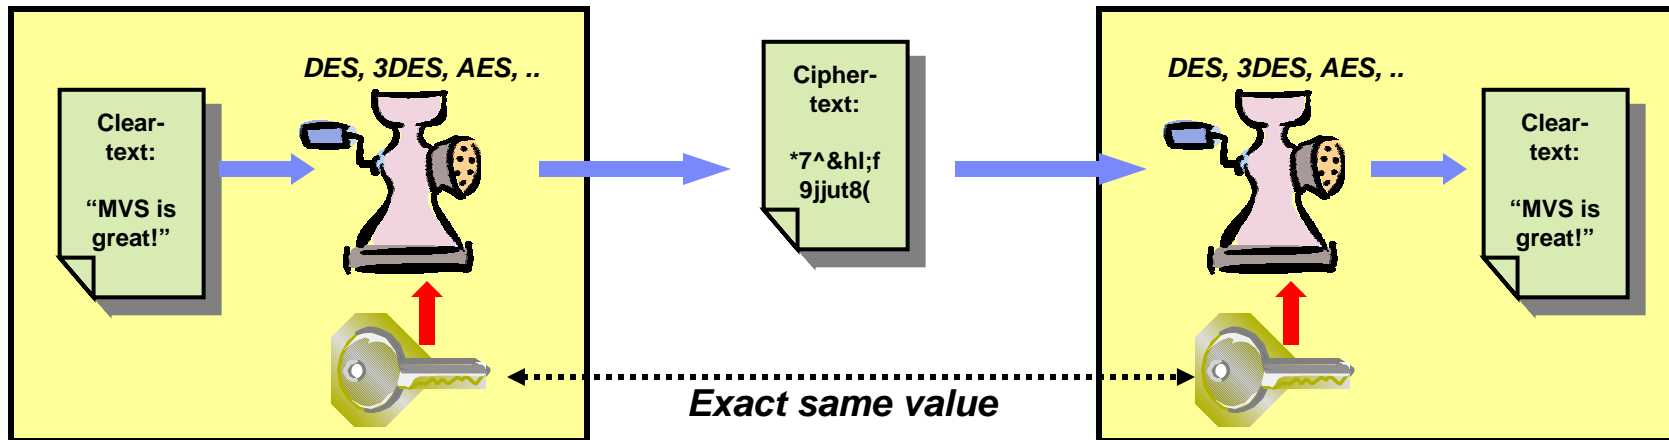 DES, 3DES, AES, ..
Clear-
text:
“MVS is
great!”
Cipher-
text:
*7^&hl;f
9jjut8(
DES, 3DES, AES, ..
Clear-
text:
“MVS is
great!”
Exact same value